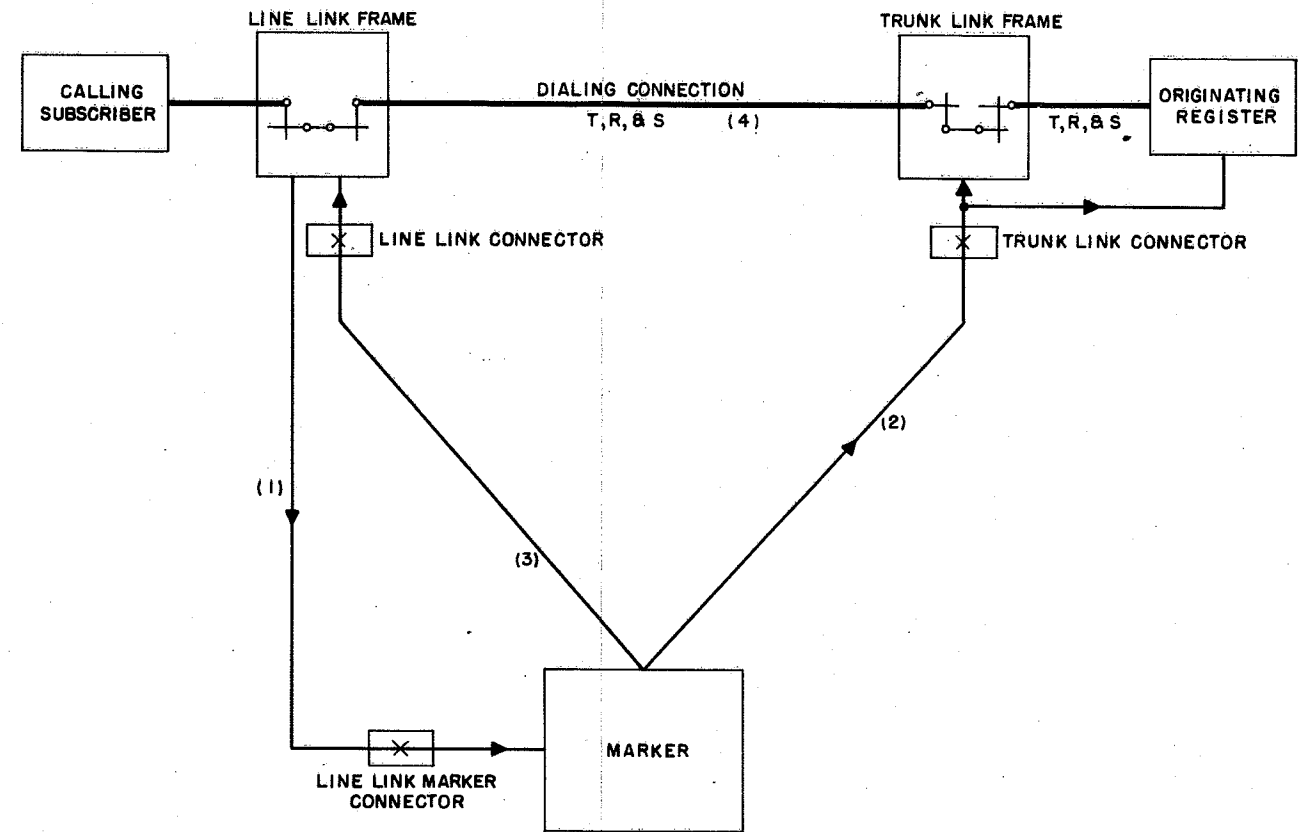 LINE LINK FRAME
TRUNK LINK FRAME
CALLING
SUBSCRIBER
DIALING CONNECTION
T, R, & S (4)
T, R, & S
ORIGINATING
REGISTER
LINE LINK CONNECTOR
TRUNK LINK CONNECTOR
(2)
(1)
(3)
MARKER
LINE LINK MARKER
CONNECTOR